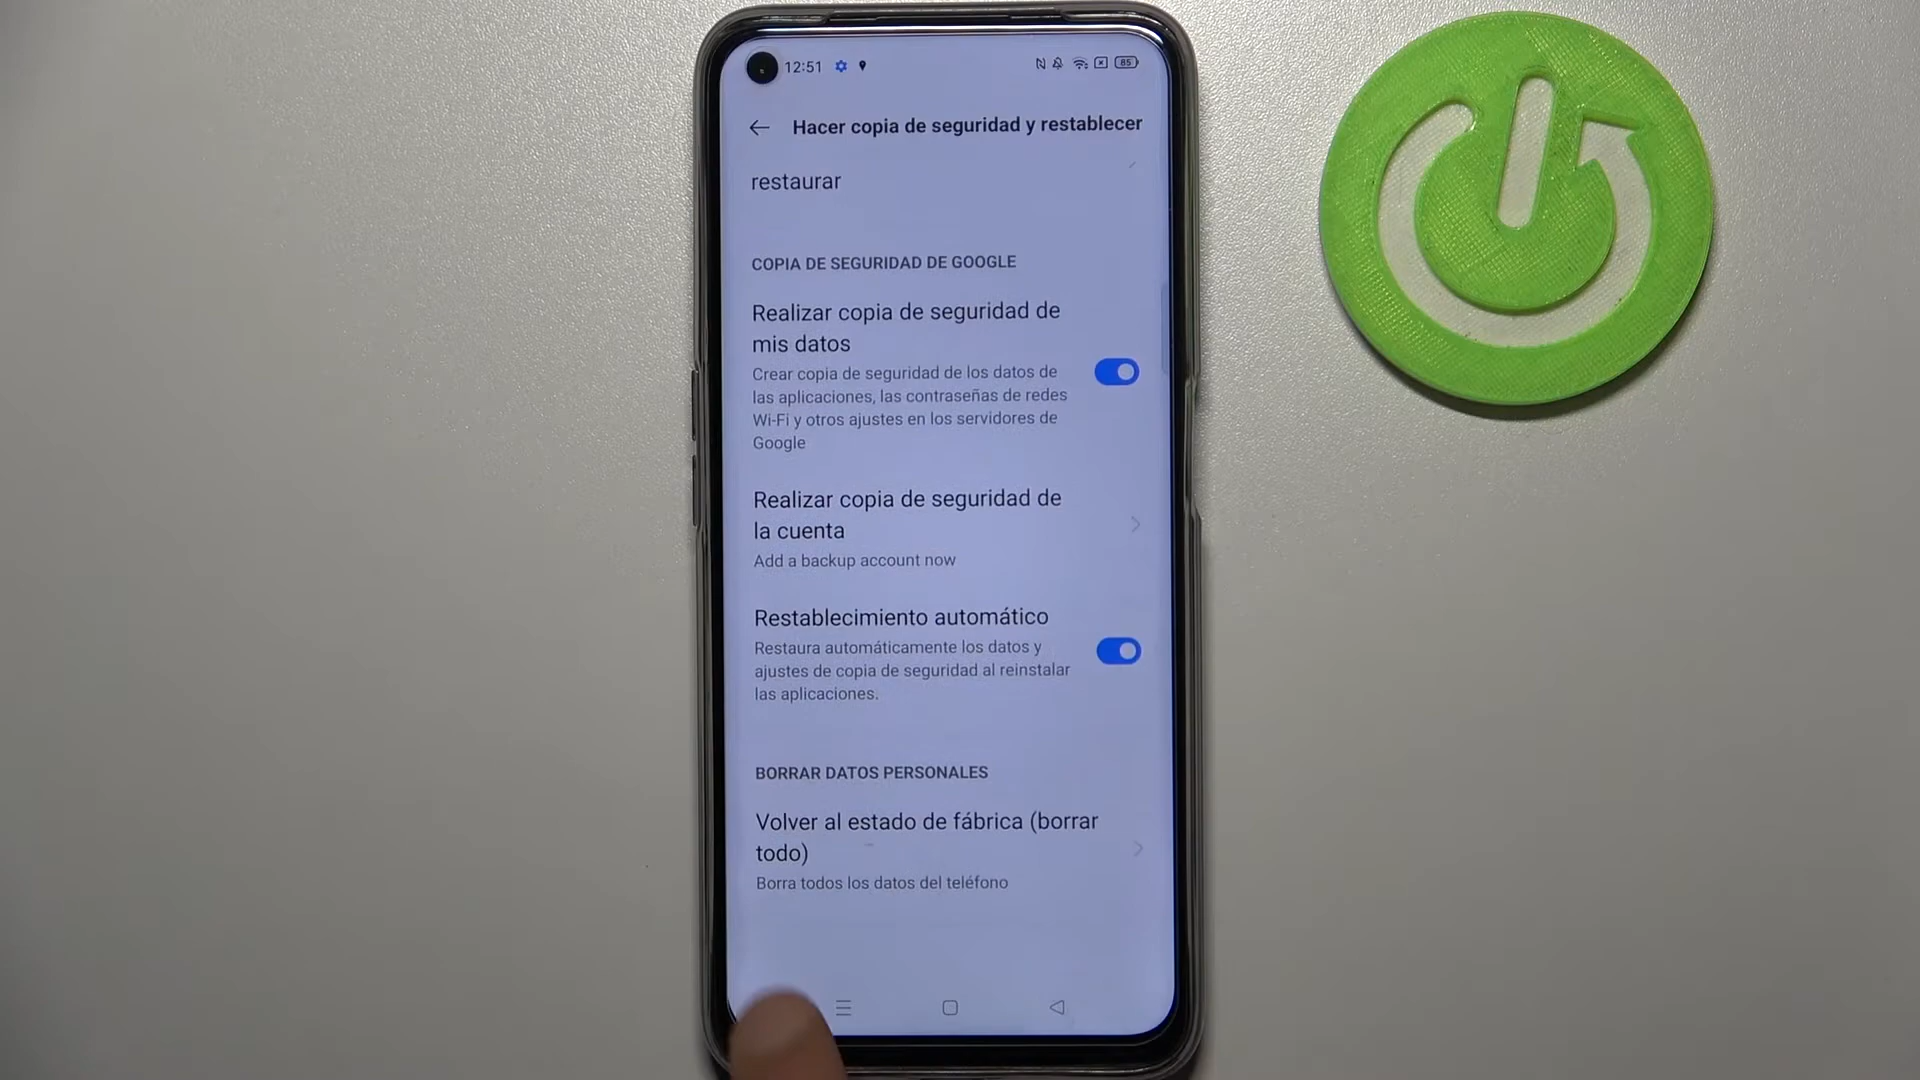 12:51
85
Hacer copia de seguridad y restablecer
restaurar
COPIA DE SEGURIDAD DE GOOGLE
Realizar copia de seguridad de
mis datos
Crear copia de seguridad de los datos de
las aplicaciones, las contraseñas de redes
Wi-Fi y otros ajustes en los servidores de
Google
Realizar copia de seguridad de
la cuenta
Add a backup account now
Restablecimiento automático
Restaura automáticamente los datos y
ajustes de copia de seguridad al reinstalar
las aplicaciones.
BORRAR DATOS PERSONALES
Volver al estado de fábrica (borrar
todo)
Borra todos los datos del teléfono